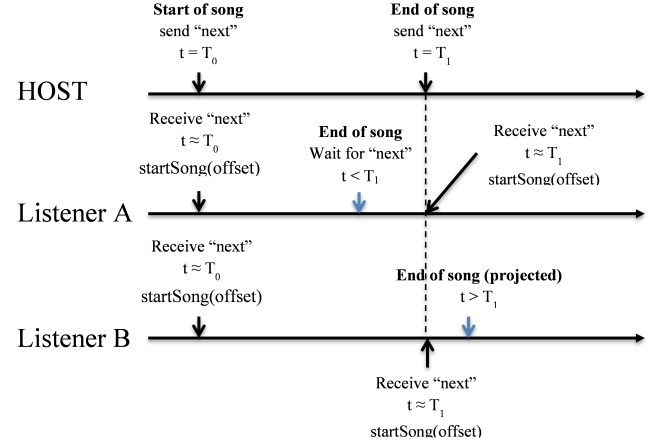 Start of song
send “next”
t = T₀
End of song
send “next”
t = T₁
HOST
Receive “next”
t ≈ T₀
startSong(offset)
End of song
Wait for “next”
t < T₁
Receive “next”
t ≈ T₁
startSong(offset)
Listener A
Receive “next”
t ≈ T₀
startSong(offset)
End of song (projected)
t > T₁
Listener B
Receive “next”
t ≈ T₁
startSong(offset)